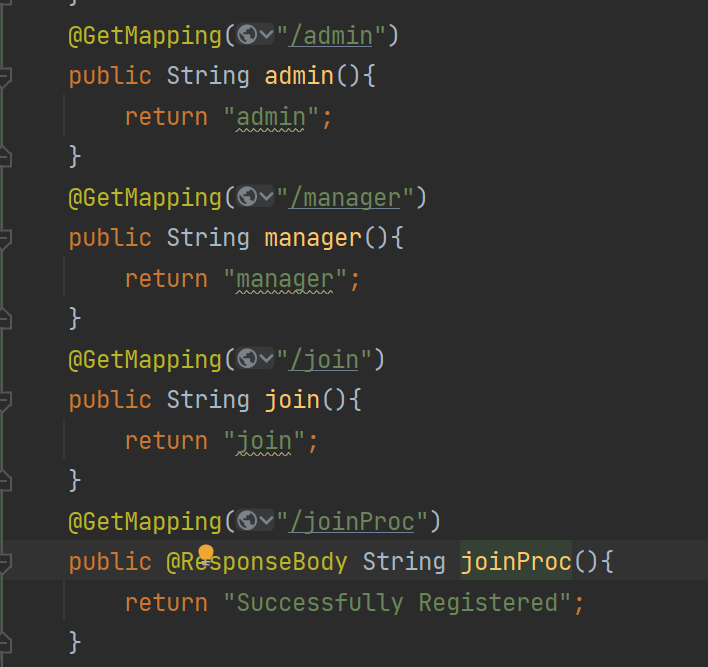 }
@GetMapping("/admin")
public String admin(){
return "admin";
}
@GetMapping("/manager")
public String manager(){
return "manager";
}
@GetMapping("/join")
public String join(){
return "join";
}
@GetMapping("/joinProc")
public @ResponseBody String joinProc(){
return "Successfully Registered";
}